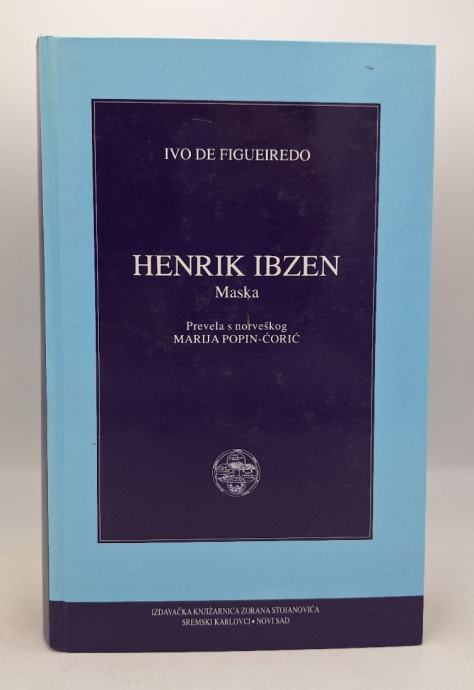 IVO DE FIGUEIREDO
HENRIK IBZEN
Maska
Prevela s norveškog
MARIJA POPIN-ĆORIĆ
IZDAVAČKA KNJIŽARNICA ZORANA STOJANOVIĆA
SREMSKI KARLOVCI • NOVI SAD